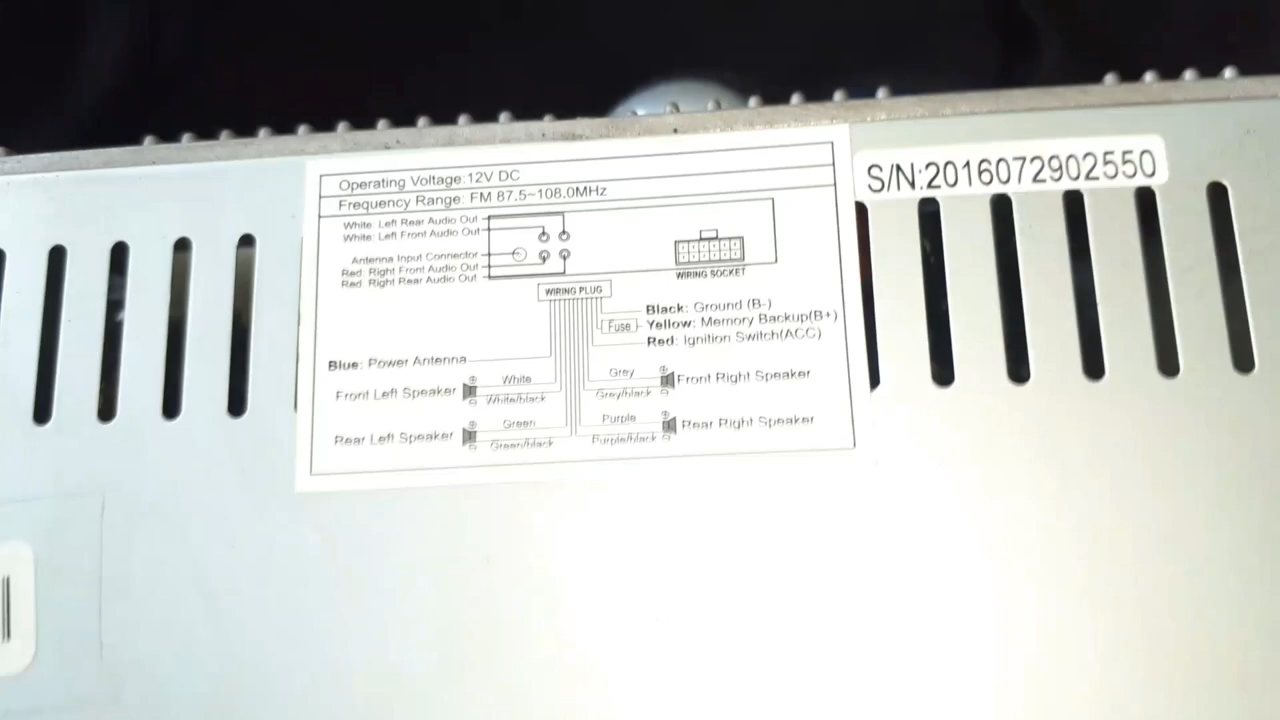 Operating Voltage:12V DC
Frequency Range: FM 87.5~108.0MHz
S/N:2016072902550
White: Left Rear Audio Out
White: Left Front Audio Out
Antenna Input Connector
Red: Right Front Audio Out
Red: Right Rear Audio Out
WIRING SOCKET
WIRING PLUG
Black: Ground (B-)
Fuse
Yellow: Memory Backup(B+)
Red: Ignition Switch(ACC)
Blue: Power Antenna
Front Left Speaker
White
White/black
Grey
Grey/black
Front Right Speaker
Rear Left Speaker
Green
Green/black
Purple
Purple/black
Rear Right Speaker